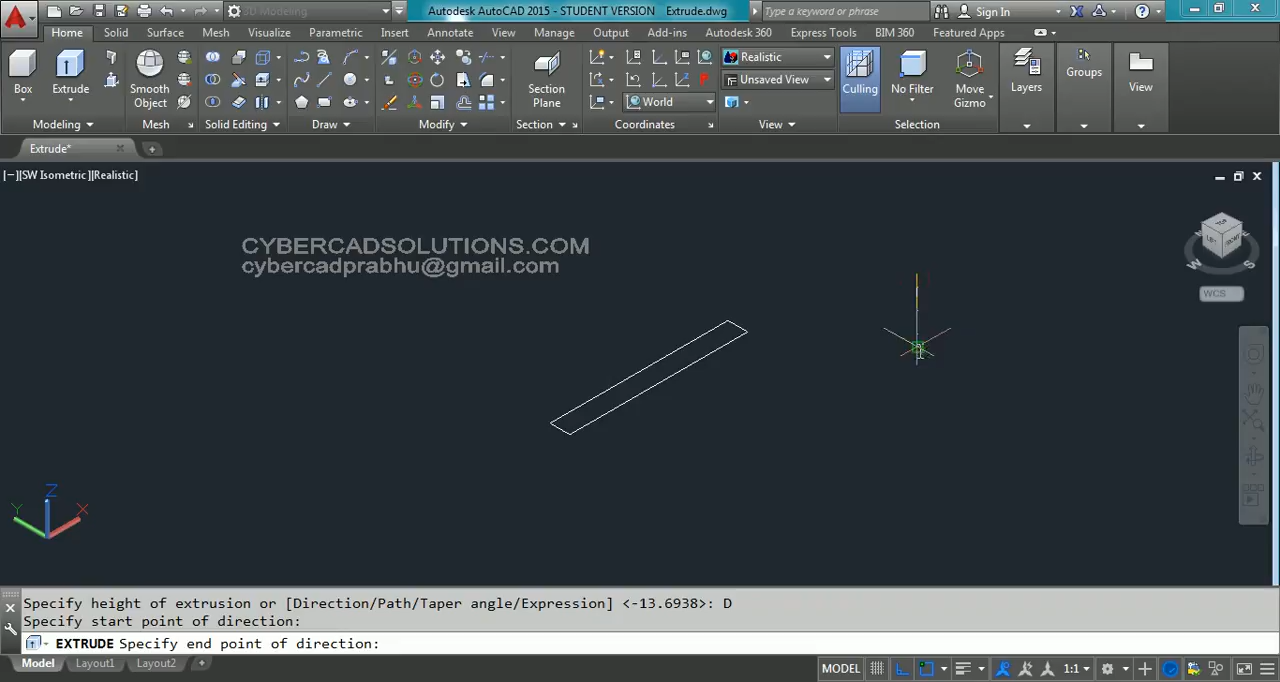 3D Modeling
Autodesk AutoCAD 2015 - STUDENT VERSION Extrude.dwg
Type a keyword or phrase
Sign In
Home Solid Surface Mesh Visualize Parametric Insert Annotate View Manage Output Add-ins Autodesk 360 Express Tools BIM 360 Featured Apps
Box
Extrude
Smooth
Object
Section
Plane
Realistic
Unsaved View
World
Culling
No Filter
Move
Gizmo
Layers
Groups
View
Modeling
Mesh
Solid Editing
Draw
Modify
Section
Coordinates
View
Selection
Extrude*
[−][SW Isometric][Realistic]
CYBERCADSOLUTIONS.COM
cybercadprabhu@gmail.com
TOP
FRONT
W
S
WCS
Z
Y
X
Specify height of extrusion or [Direction/Path/Taper angle/Expression] <-13.6938>: D
Specify start point of direction:
EXTRUDE Specify end point of direction:
Model Layout1 Layout2 +
MODEL
1:1